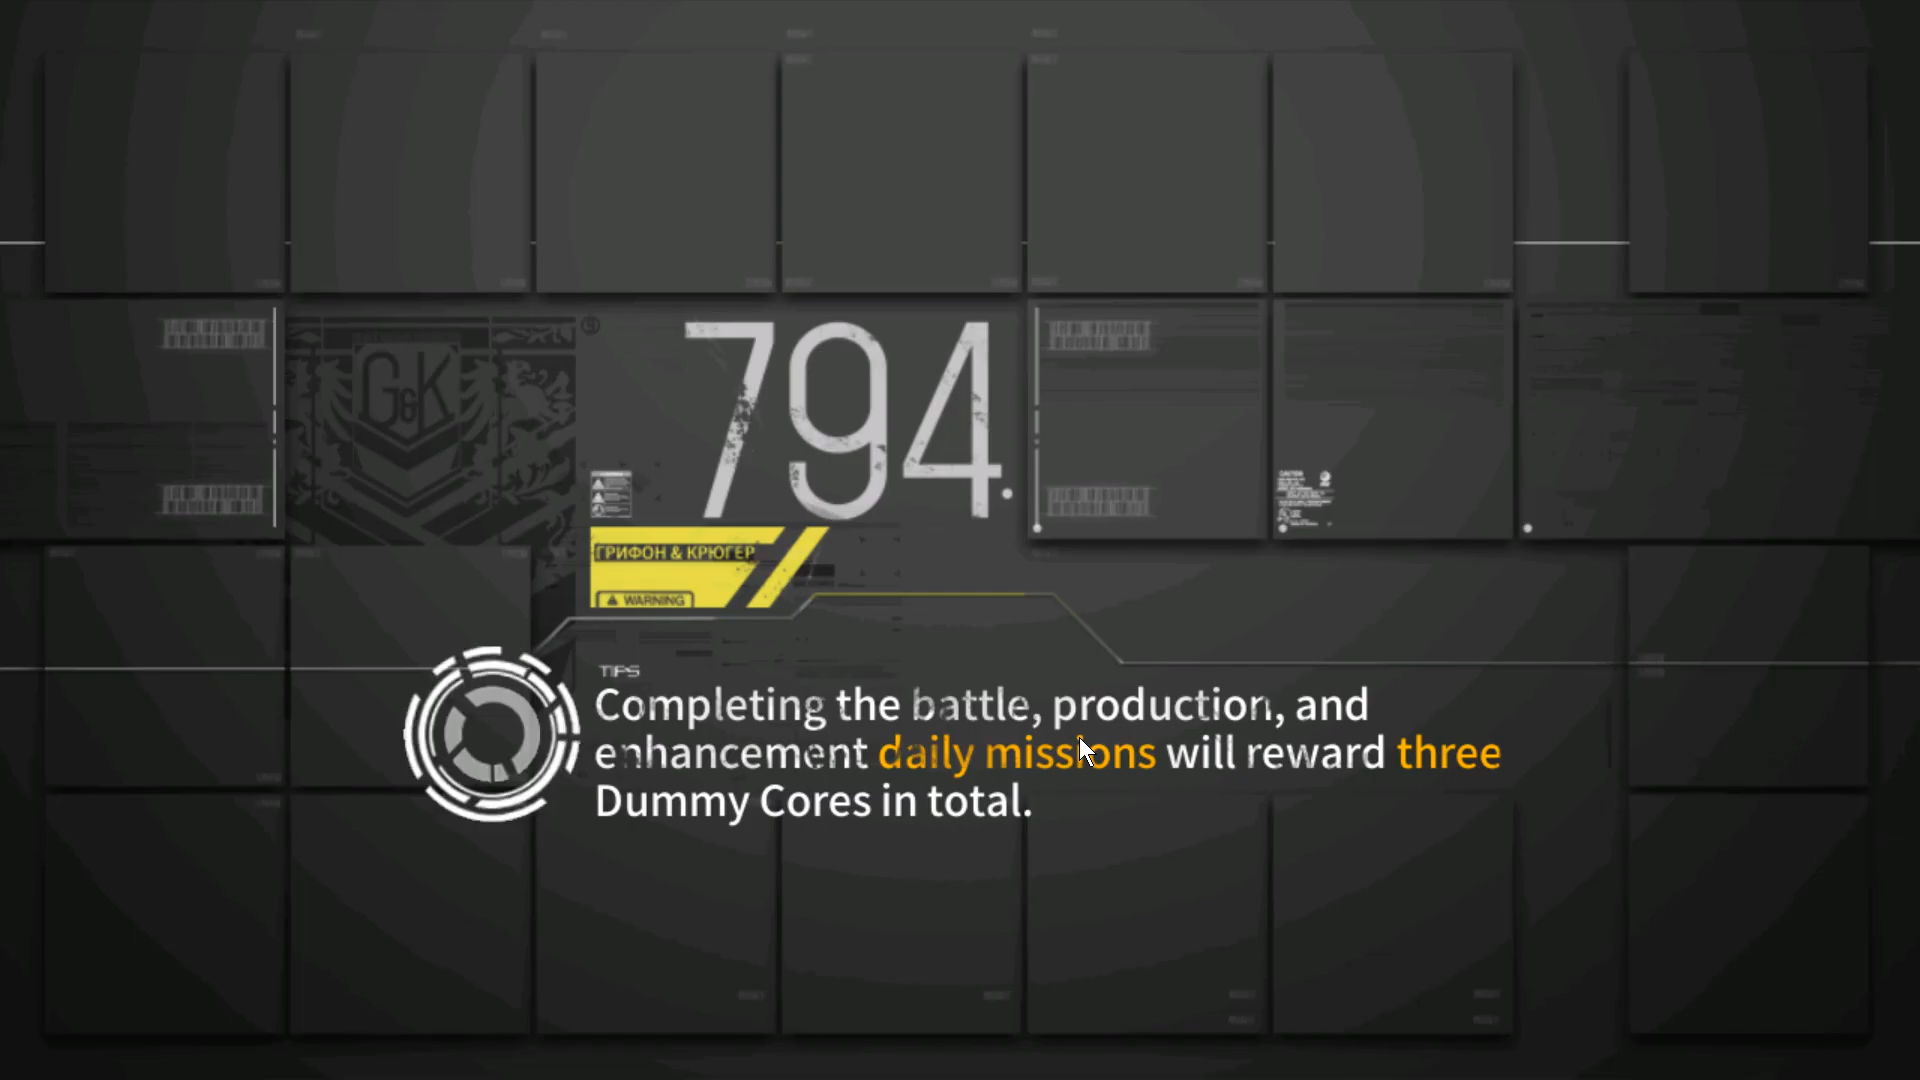 G&K
794.
ГРИФОН & КРЮГЕР
WARNING
TIPS
Completing the battle, production, and
enhancement daily missions will reward three
Dummy Cores in total.
CAUTION